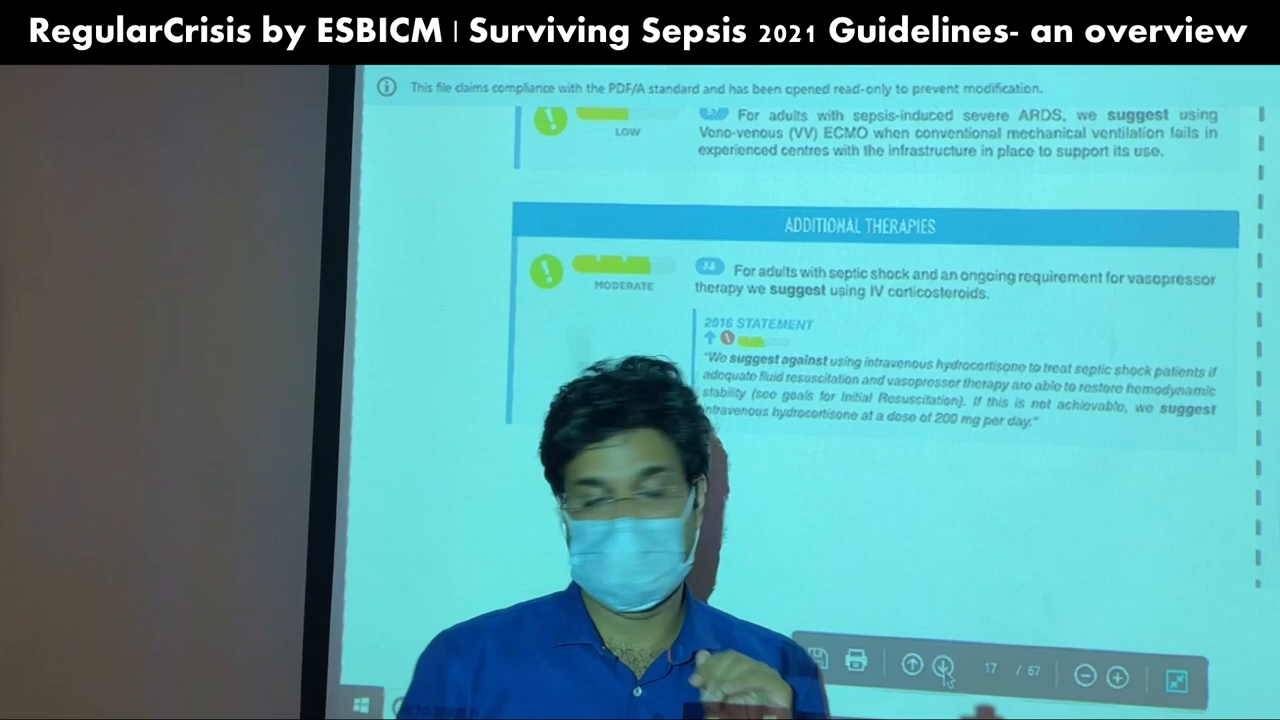 RegularCrisis by ESBICM | Surviving Sepsis 2021 Guidelines- an overview
This file claims compliance with the PDF/A standard and has been opened read-only to prevent modification.
LOW
57 For adults with sepsis-induced severe ARDS, we suggest using
Veno-venous (VV) ECMO when conventional mechanical ventilation fails in
experienced centres with the infrastructure in place to support its use.
ADDITIONAL THERAPIES
MODERATE
58 For adults with septic shock and an ongoing requirement for vasopressor
therapy we suggest using IV corticosteroids.
2016 STATEMENT
"We suggest against using intravenous hydrocortisone to treat septic shock patients if
adequate fluid resuscitation and vasopressor therapy are able to restore hemodynamic
stability (see goals for Initial Resuscitation). If this is not achievable, we suggest
intravenous hydrocortisone at a dose of 200 mg per day."
17 / 67